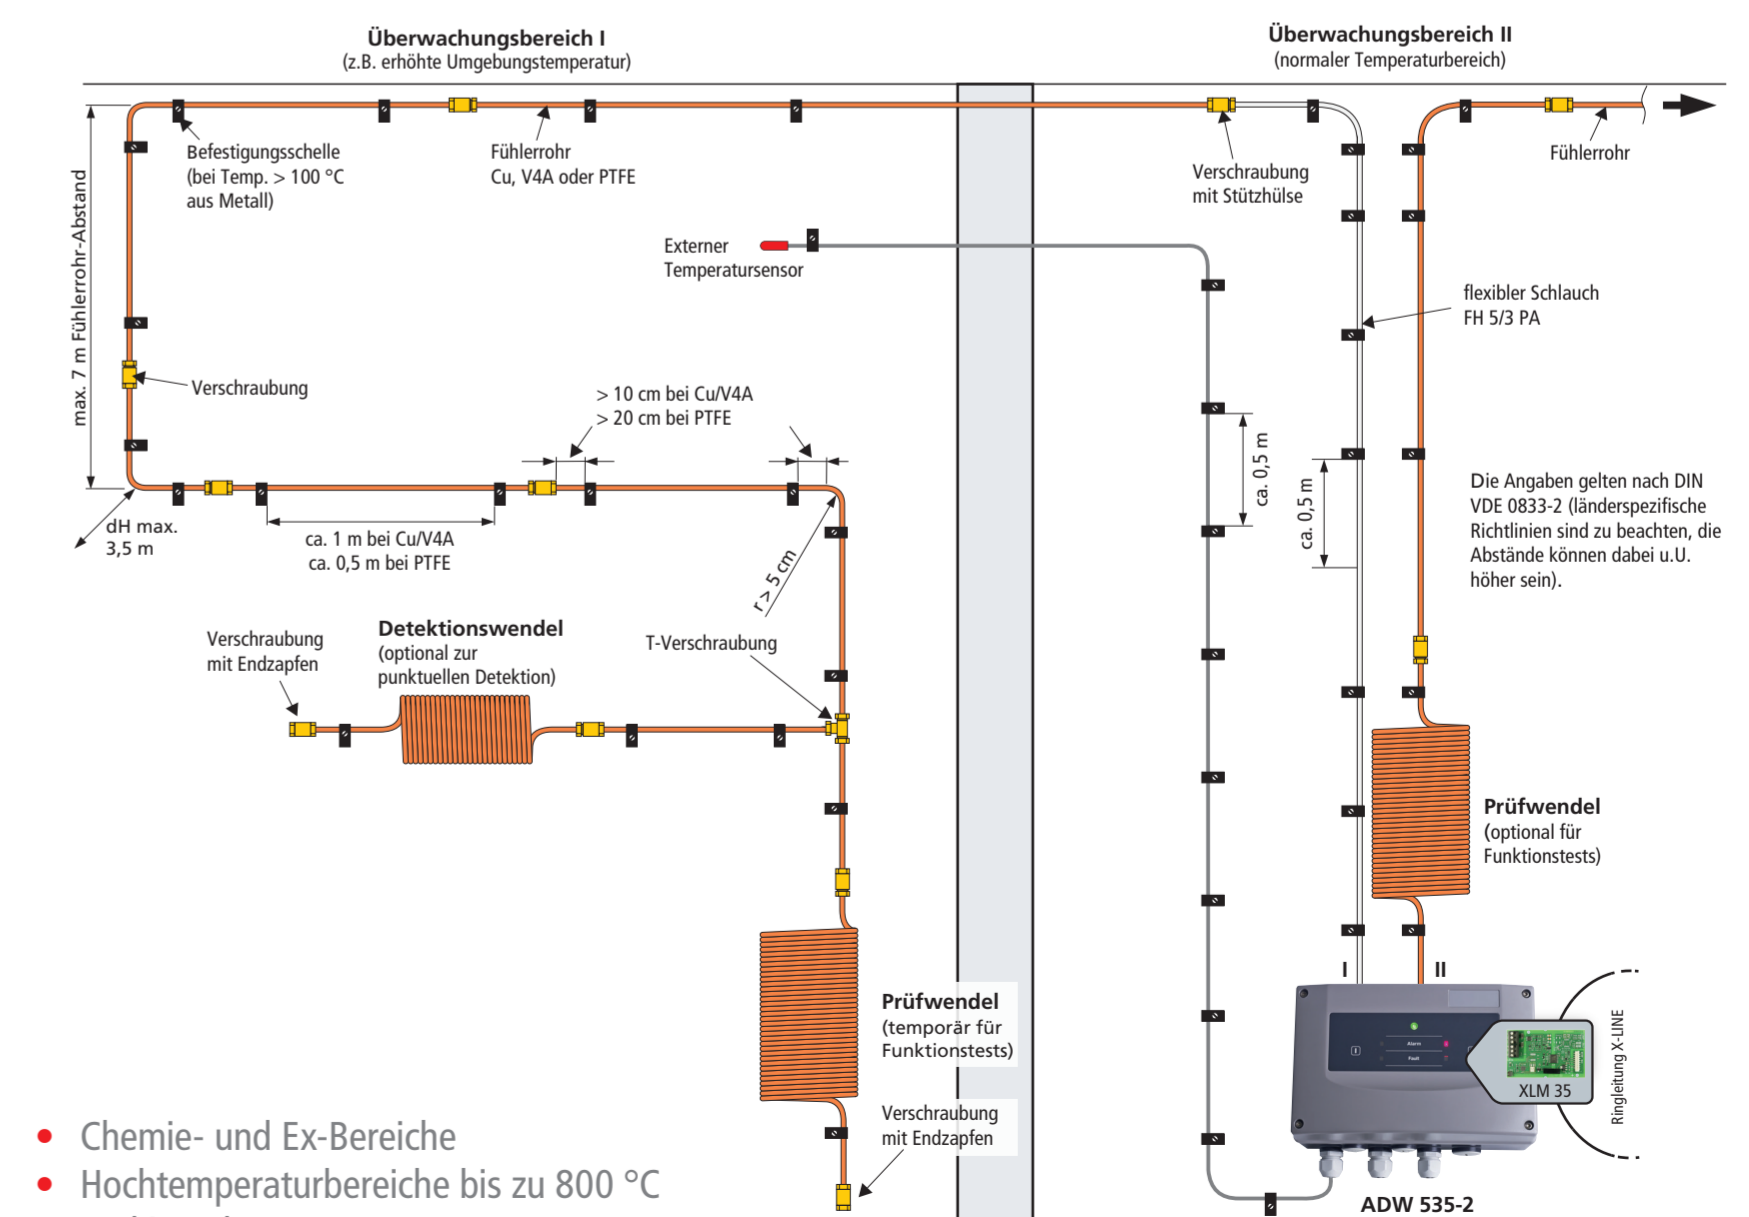 Überwachungsbereich I
(z.B. erhöhte Umgebungstemperatur)
Überwachungsbereich II
(normaler Temperaturbereich)
max. 7 m Fühlerrohr-Abstand
Befestigungsschelle
(bei Temp. > 100 °C
aus Metall)
Fühlerrohr
Cu, V4A oder PTFE
Verschraubung
mit Stützhülse
Fühlerrohr
Externer
Temperatursensor
flexibler Schlauch
FH 5/3 PA
Verschraubung
> 10 cm bei Cu/V4A
> 20 cm bei PTFE
ca. 0,5 m
ca. 0,5 m
Die Angaben gelten nach DIN
VDE 0833-2 (länderspezifische
Richtlinien sind zu beachten, die
Abstände können dabei u.U.
höher sein).
dH max.
3,5 m
ca. 1 m bei Cu/V4A
ca. 0,5 m bei PTFE
r > 5 cm
Verschraubung
mit Endzapfen
Detektionswendel
(optional zur
punktuellen Detektion)
T-Verschraubung
Prüfwendel
(optional für
Funktionstests)
I
II
Prüfwendel
(temporär für
Funktionstests)
Alarm
Fault
I
XLM 35
Ringleitung X-LINE
Verschraubung
mit Endzapfen
ADW 535-2
• Chemie- und Ex-Bereiche
• Hochtemperaturbereiche bis zu 800 °C